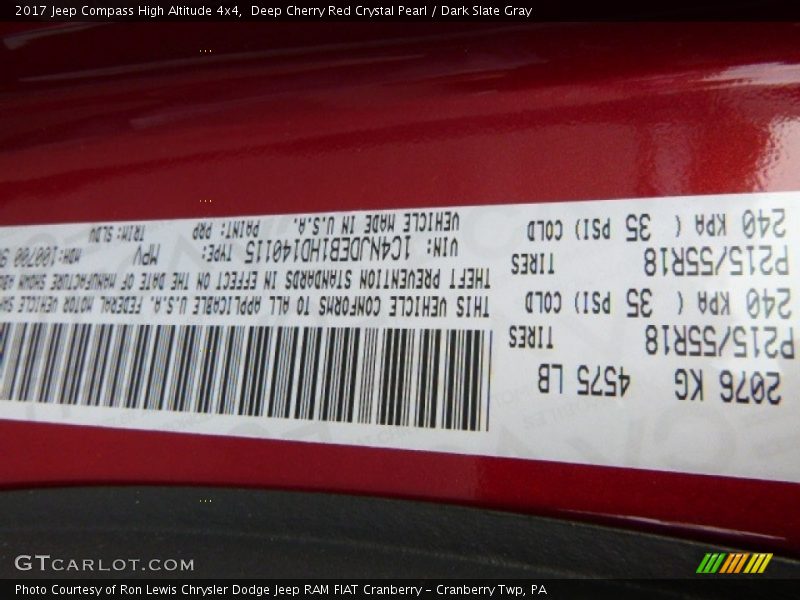 2017 Jeep Compass High Altitude 4x4,  Deep Cherry Red Crystal Pearl / Dark Slate Gray
2076 KG 4575 LB
P215/55R18 TIRES
240 KPA ( 35 PSI) COLD
P215/55R18 TIRES
240 KPA ( 35 PSI) COLD
THIS VEHICLE CONFORMS TO ALL APPLICABLE U.S.A. FEDERAL MOTOR VEHICLE
THEFT PREVENTION STANDARDS IN EFFECT ON THE DATE OF MANUFACTURE SHOWN
VIN: 1C4NJDEB1HD140115 TYPE: MPV MDH:100700
VEHICLE MADE IN U.S.A. PAINT: PRP TRIM:SLDV
GTCARLOT.COM
Photo Courtesy of Ron Lewis Chrysler Dodge Jeep RAM FIAT Cranberry – Cranberry Twp, PA